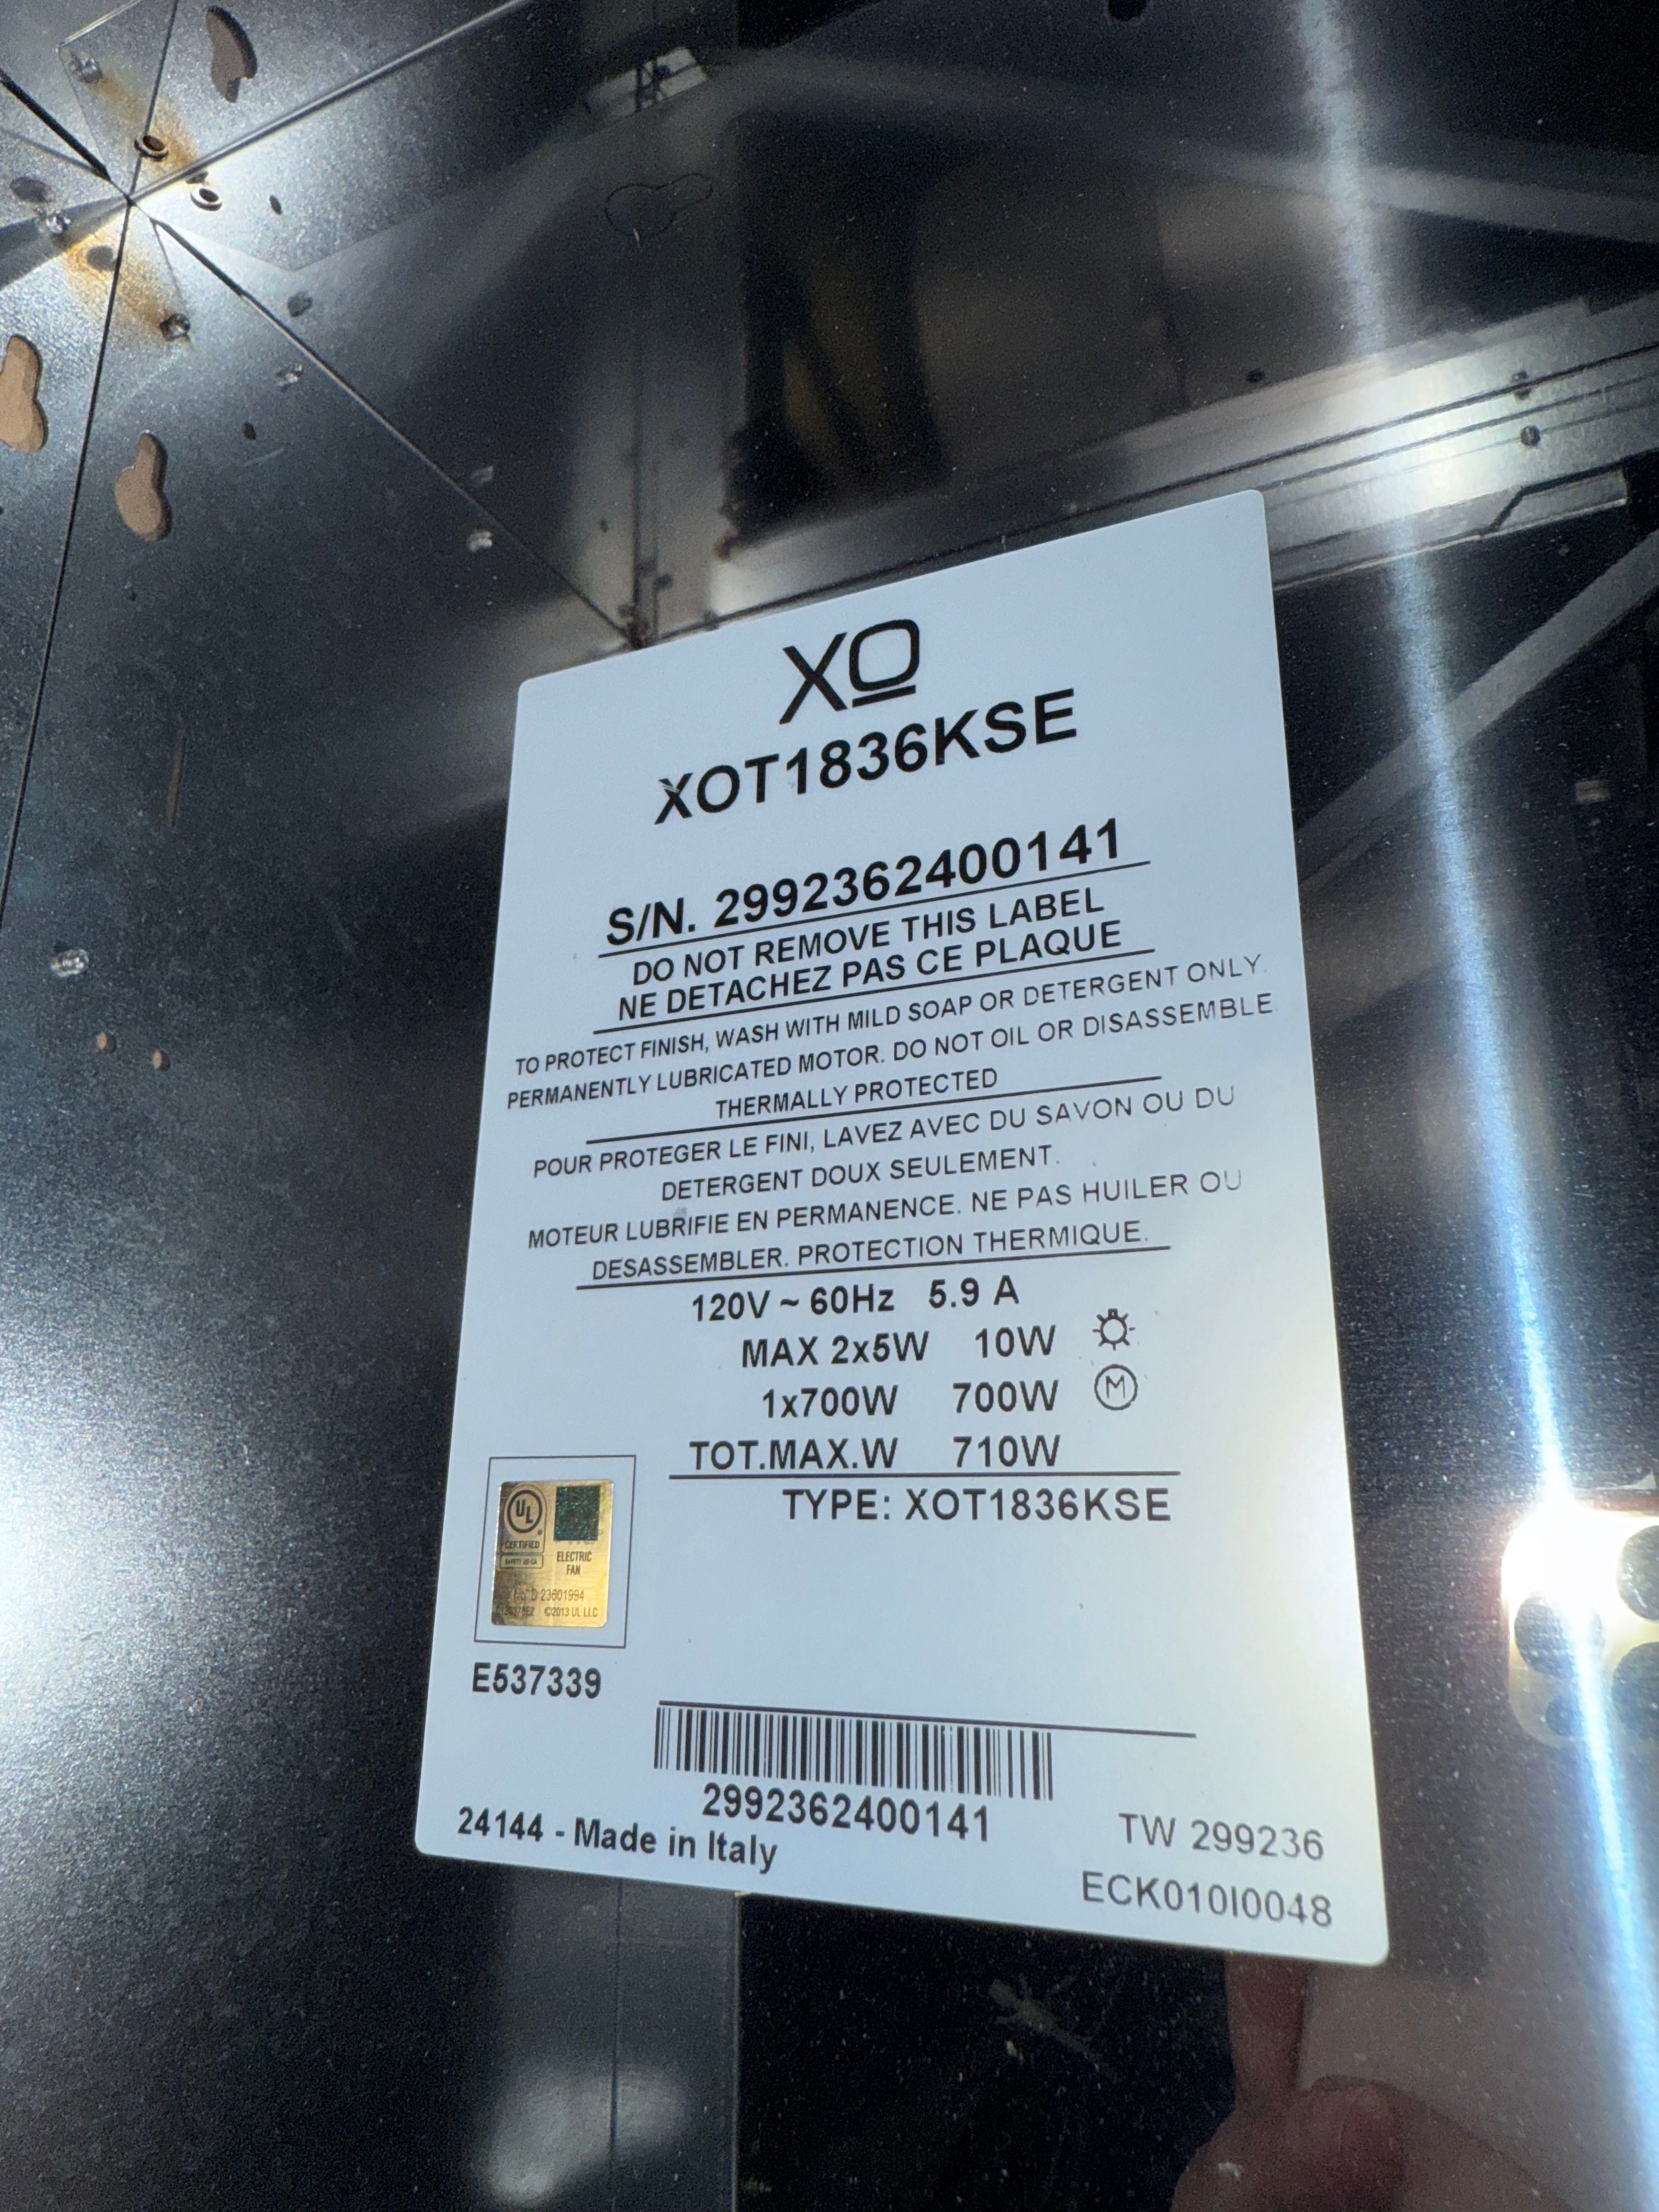 XO
XOT1836KSE
S/N. 2992362400141
DO NOT REMOVE THIS LABEL
NE DETACHEZ PAS CE PLAQUE
TO PROTECT FINISH, WASH WITH MILD SOAP OR DETERGENT ONLY.
PERMANENTLY LUBRICATED MOTOR. DO NOT OIL OR DISASSEMBLE
THERMALLY PROTECTED
POUR PROTEGER LE FINI, LAVEZ AVEC DU SAVON OU DU
DETERGENT DOUX SEULEMENT.
MOTEUR LUBRIFIE EN PERMANENCE. NE PAS HUILER OU
DESASSEMBLER. PROTECTION THERMIQUE.
120V ~ 60Hz 5.9 A
MAX 2x5W 10W
1x700W 700W M
TOT.MAX.W 710W
TYPE: XOT1836KSE
UL
CERTIFIED
ELECTRIC
FAN
23601994
©2013 UL LLC
E537339
2992362400141
24144 - Made in Italy
TW 299236
ECK010I0048